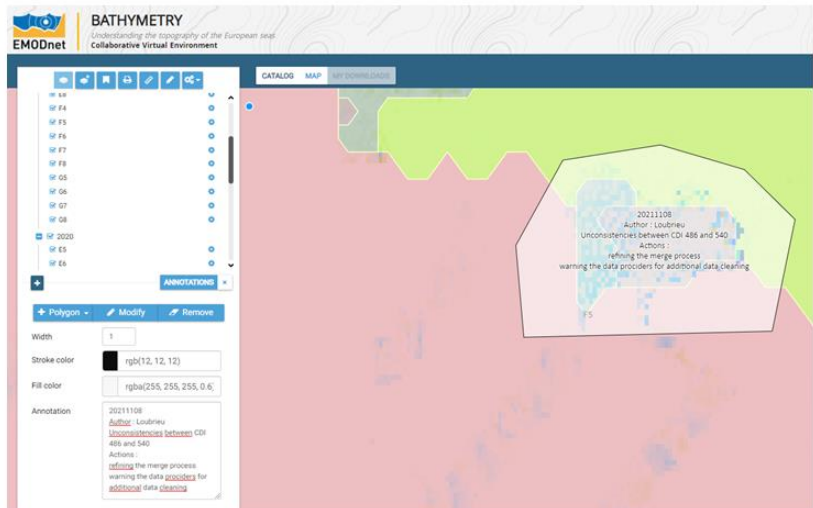 EMODnet
BATHYMETRY
Understanding the topography of the European seas
Collaborative Virtual Environment
CATALOG MAP MY DOWNLOADS
E8
F4
F5
F6
F7
F8
G5
G6
G7
G8
2020
E5
E6
ANNOTATIONS ×
+ Polygon Modify Remove
Width 1
Stroke color rgb(12, 12, 12)
Fill color rgba(255, 255, 255, 0.6)
Annotation
20211108
Author : Loubrieu
Unconsistencies between CDI
486 and 540
Actions :
refining the merge process
warning the data prociders for
additional data cleaning
20211108
Author : Loubrieu
Unconsistencies between CDI 486 and 540
Actions :
refining the merge process
warning the data prociders for additional data cleaning
F5